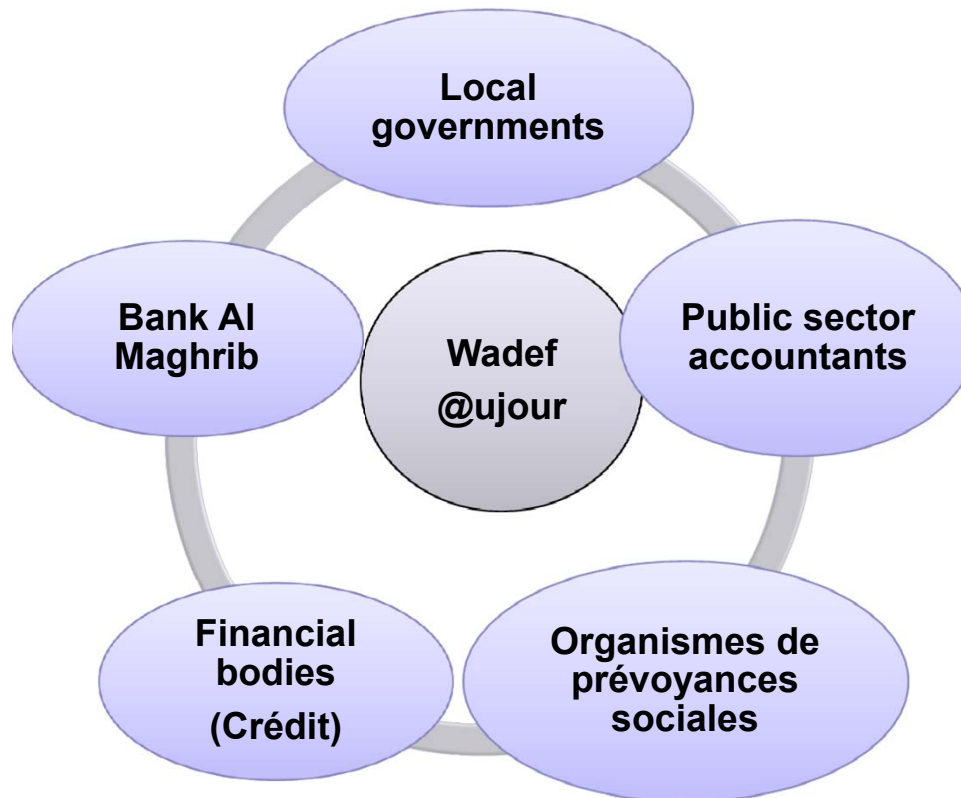 Local
governments
Bank Al
Maghrib
Wadef
@ujour
Public sector
accountants
Financial
bodies
(Crédit)
Organismes de
prévoyances
sociales